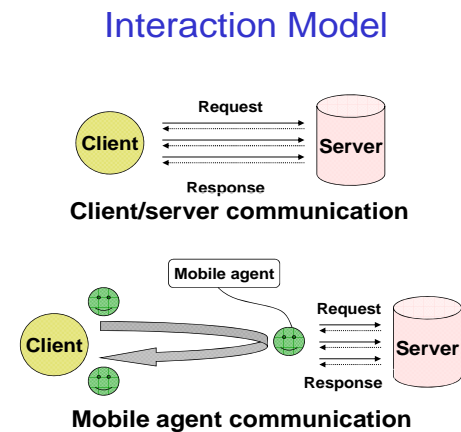 Interaction Model
Request
Client
Server
Response
Client/server communication
Mobile agent
Request
Client
Server
Response
Mobile agent communication